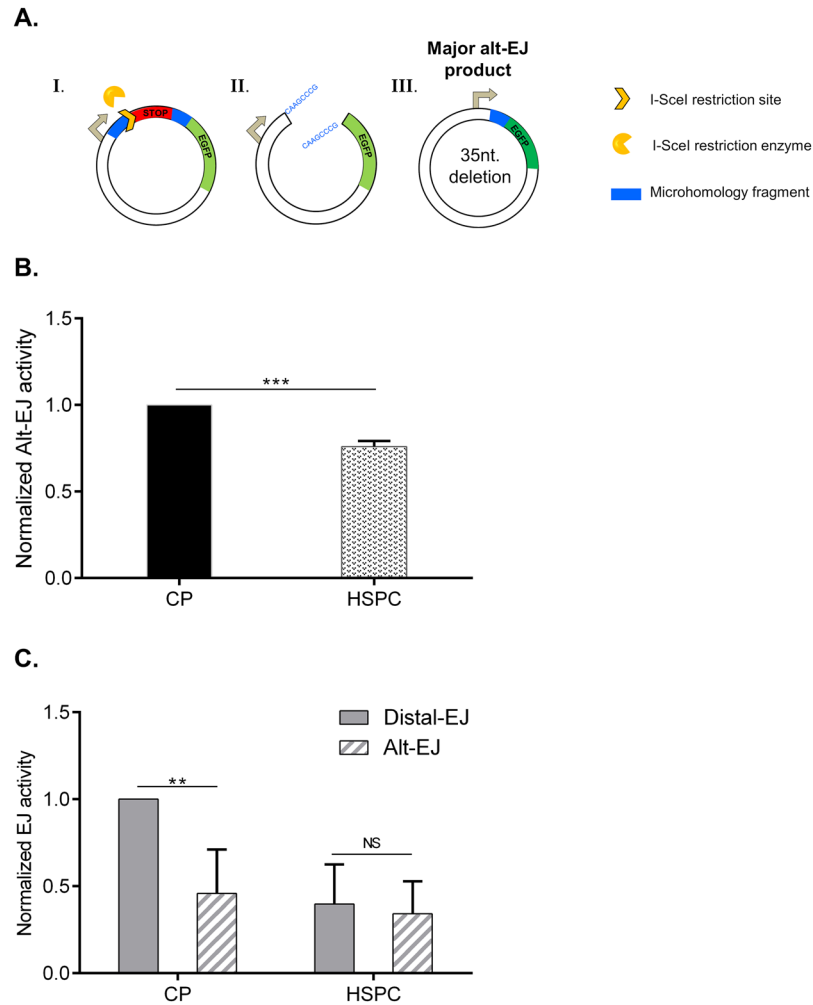 A.
Major alt-EJ
product
I.
II.
III.
STOP
EGFP
CAAGCCCG
CAAGCCCG
EGFP
EGFP
35nt.
deletion
I-SceI restriction site
I-SceI restriction enzyme
Microhomology fragment
B.
Normalized Alt-EJ activity
1.5
1.0
0.5
0.0
***
CP
HSPC
C.
Normalized EJ activity
1.5
1.0
0.5
0.0
Distal-EJ
Alt-EJ
**
NS
CP
HSPC